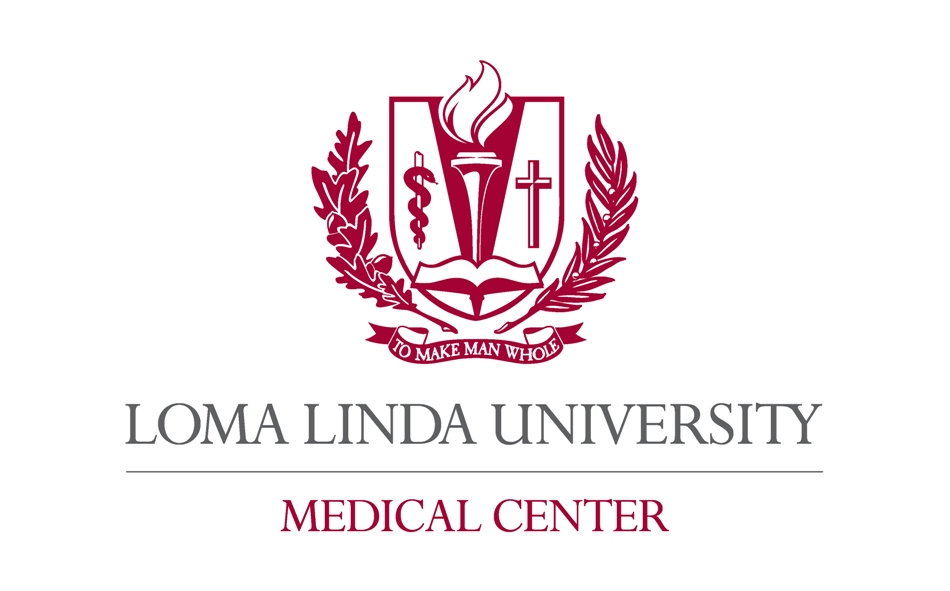 TO MAKE MAN WHOLE
LOMA LINDA UNIVERSITY
MEDICAL CENTER